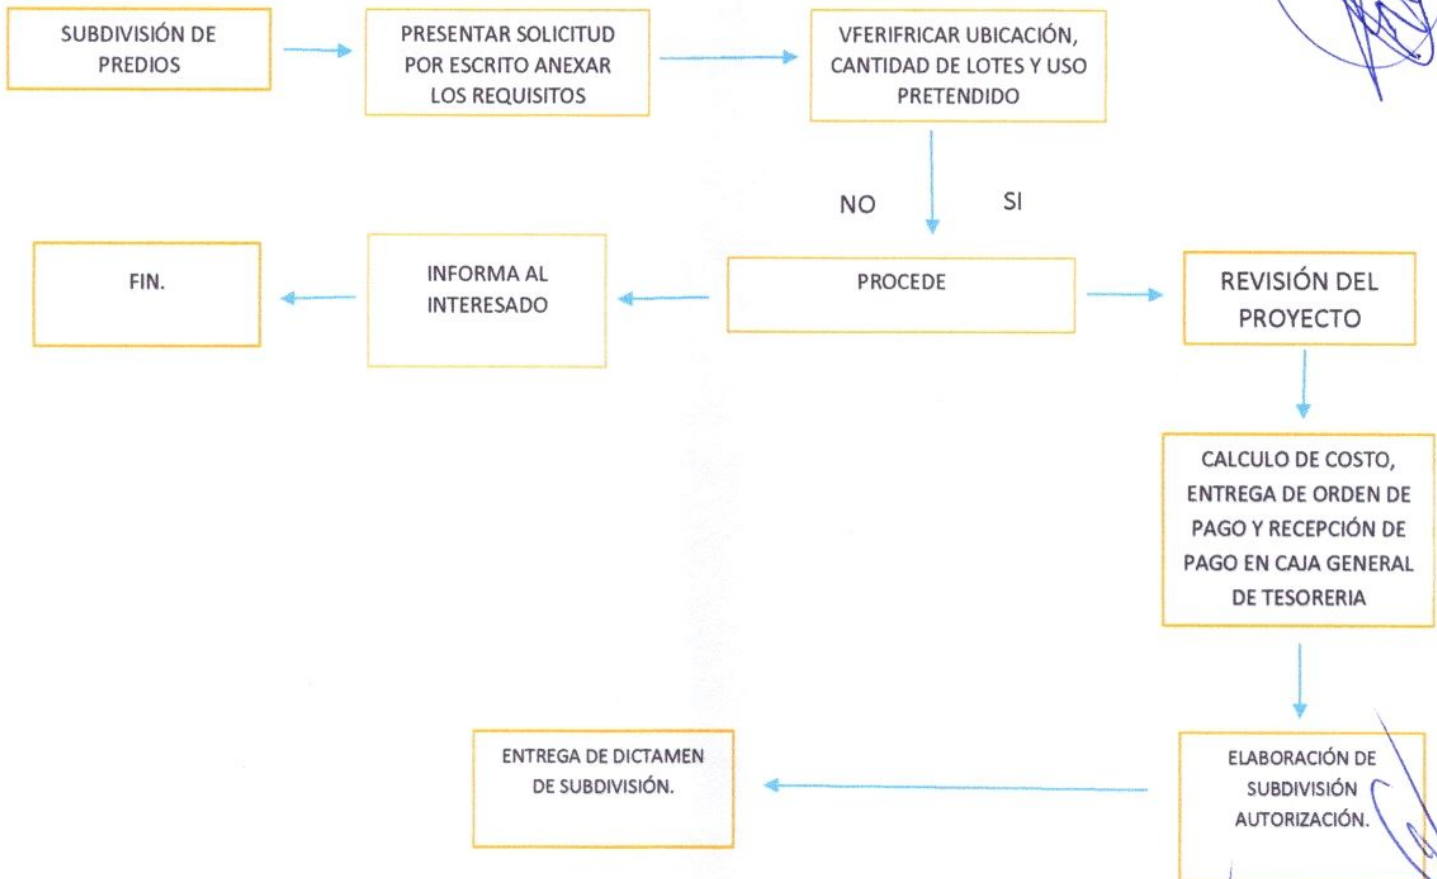 SUBDIVISIÓN DE
PREDIOS
PRESENTAR SOLICITUD
POR ESCRITO ANEXAR
LOS REQUISITOS
VFERIFRICAR UBICACIÓN,
CANTIDAD DE LOTES Y USO
PRETENDIDO
NO
SI
FIN.
INFORMA AL
INTERESADO
PROCEDE
REVISIÓN DEL
PROYECTO
CALCULO DE COSTO,
ENTREGA DE ORDEN DE
PAGO Y RECEPCIÓN DE
PAGO EN CAJA GENERAL
DE TESORERIA
ENTREGA DE DICTAMEN
DE SUBDIVISIÓN.
ELABORACIÓN DE
SUBDIVISIÓN
AUTORIZACIÓN.